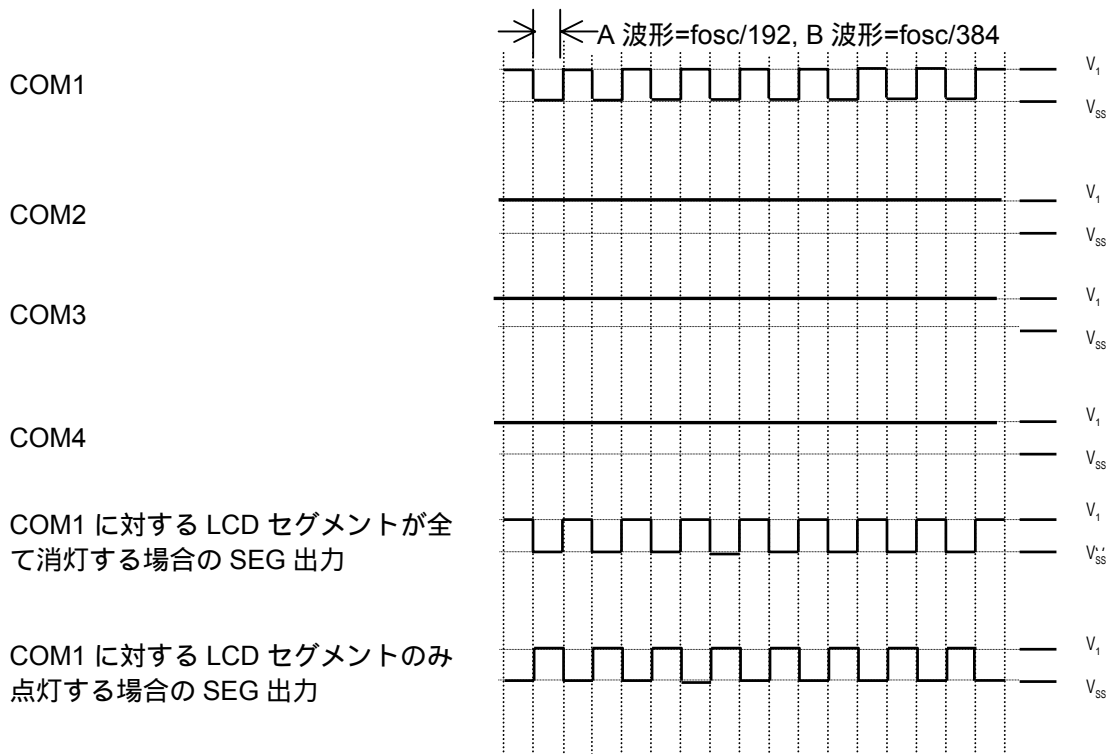 A 波形=fosc/192, B 波形=fosc/384
COM1
V1
VSS
COM2
V1
VSS
COM3
V1
VSS
COM4
V1
VSS
COM1 に対する LCD セグメントが全
て消灯する場合の SEG 出力
V1
VSS
COM1 に対する LCD セグメントのみ
点灯する場合の SEG 出力
V1
VSS